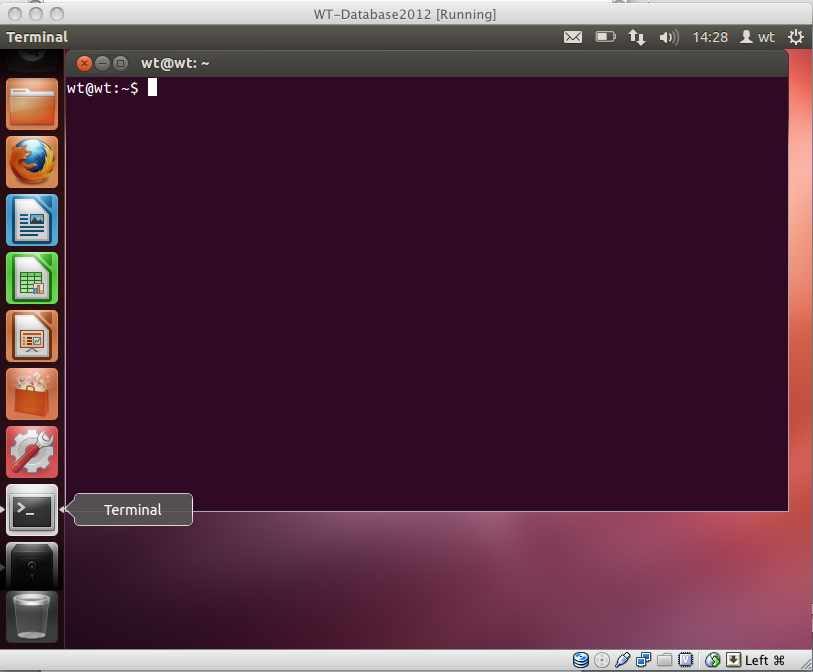 WT-Database2012 [Running]
Terminal
14:28
wt
wt@wt: ~
wt@wt:~$
>_
Terminal
Left ⌘